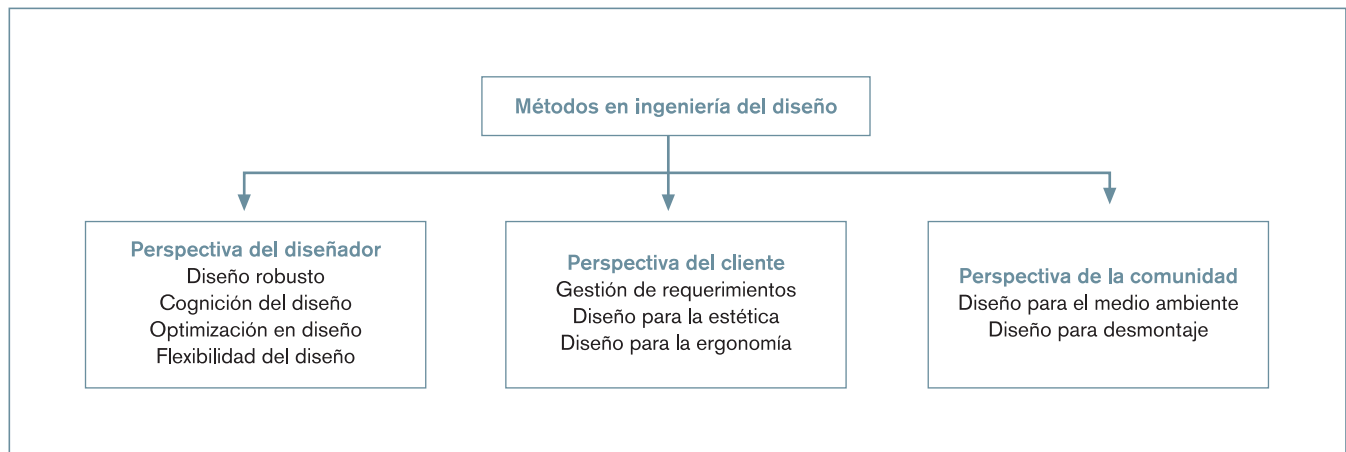 Métodos en ingeniería del diseño
Perspectiva del diseñador
Diseño robusto
Cognición del diseño
Optimización en diseño
Flexibilidad del diseño
Perspectiva del cliente
Gestión de requerimientos
Diseño para la estética
Diseño para la ergonomía
Perspectiva de la comunidad
Diseño para el medio ambiente
Diseño para desmontaje